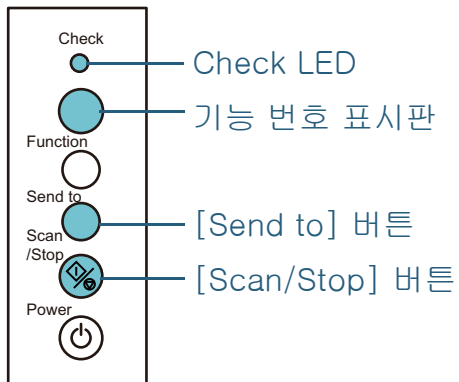 Check
Check LED
기능 번호 표시판
Function
Send to
[Send to] 버튼
Scan
/Stop
[Scan/Stop] 버튼
Power